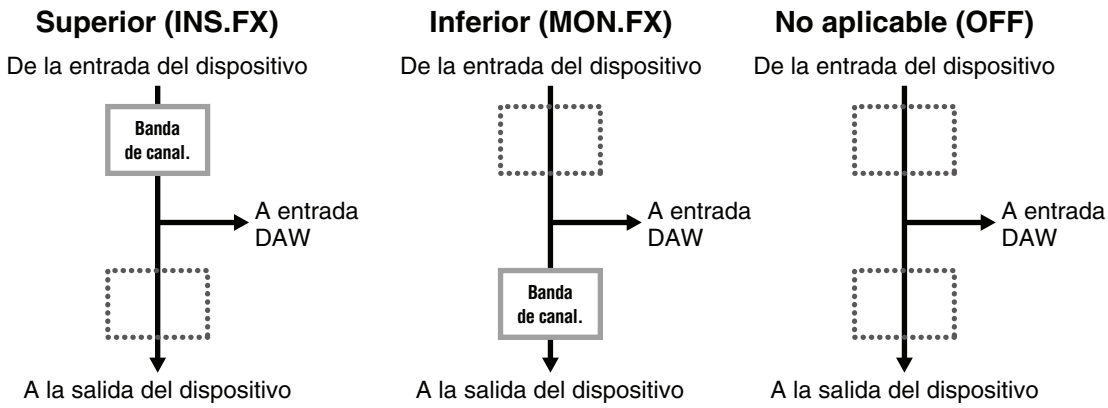 Superior (INS.FX)
De la entrada del dispositivo
Banda
de canal.
A entrada
DAW
A la salida del dispositivo
Inferior (MON.FX)
De la entrada del dispositivo
A entrada
DAW
Banda
de canal.
A la salida del dispositivo
No aplicable (OFF)
De la entrada del dispositivo
A entrada
DAW
A la salida del dispositivo